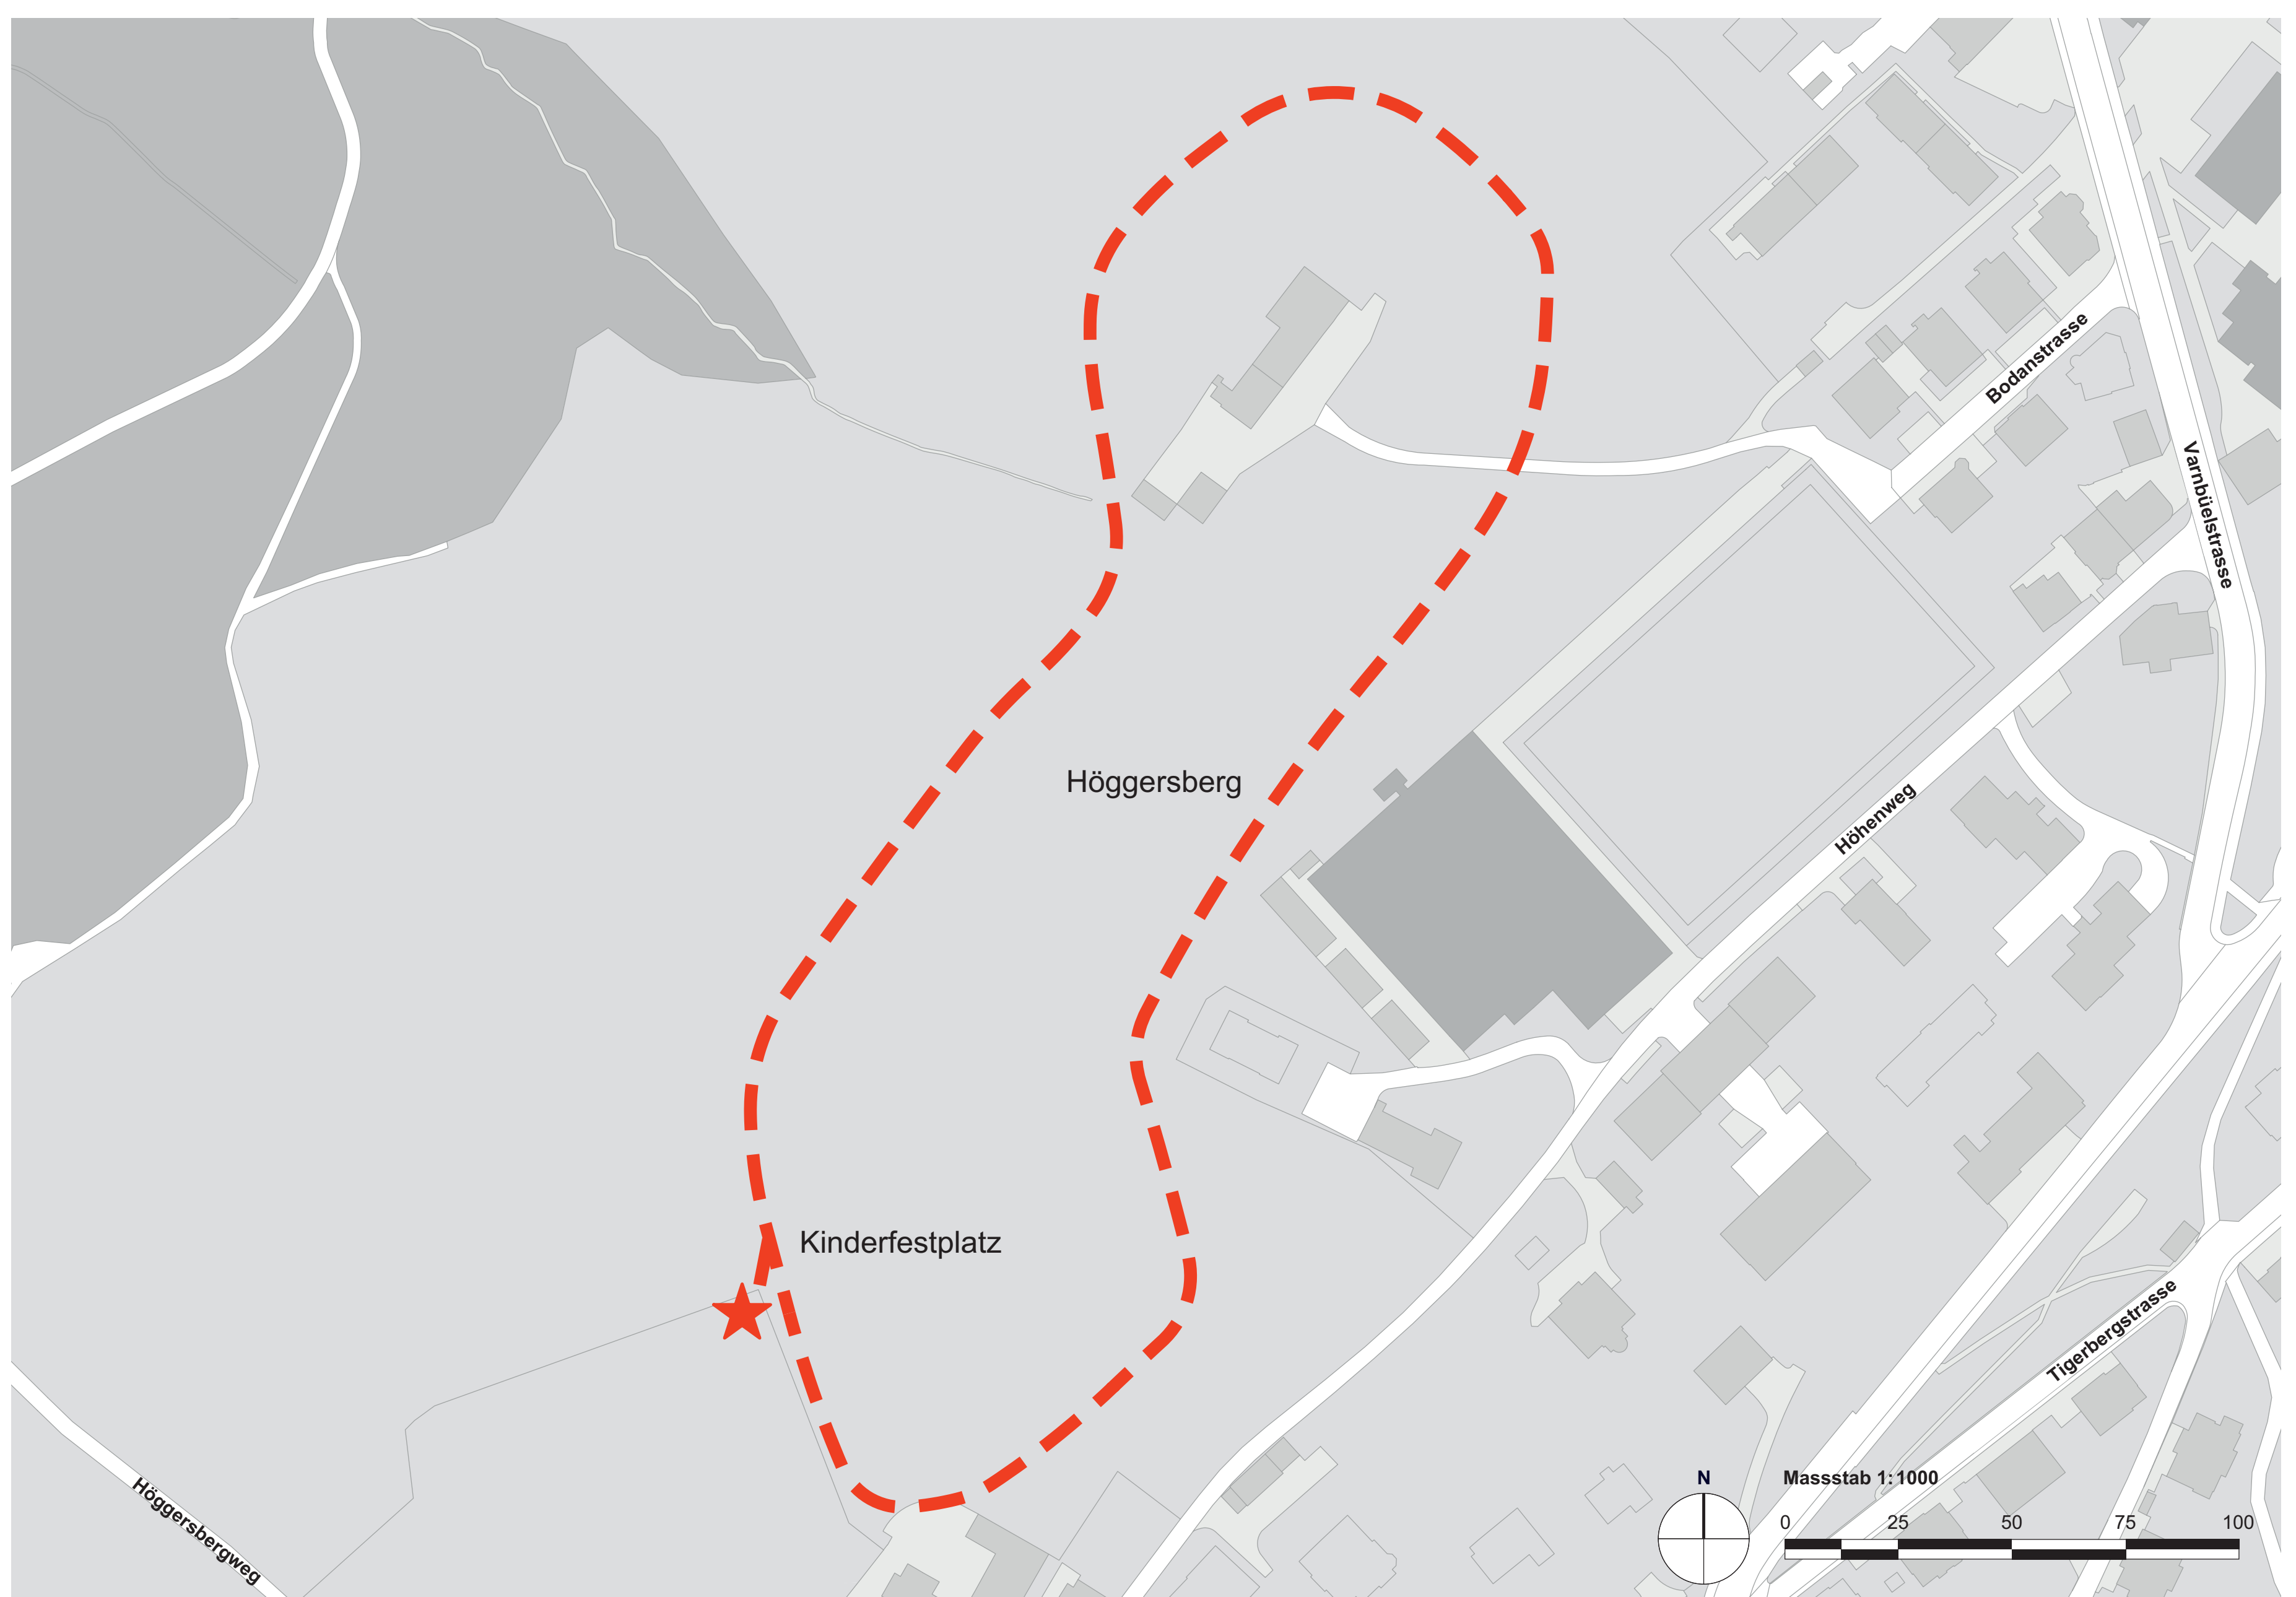 Bodanstrasse
Varnbüelstrasse
Höggersberg
Höhenweg
Kinderfestplatz
Tigerbergstrasse
Höggersbergweg
N
Massstab 1:1000
0 25 50 75 100